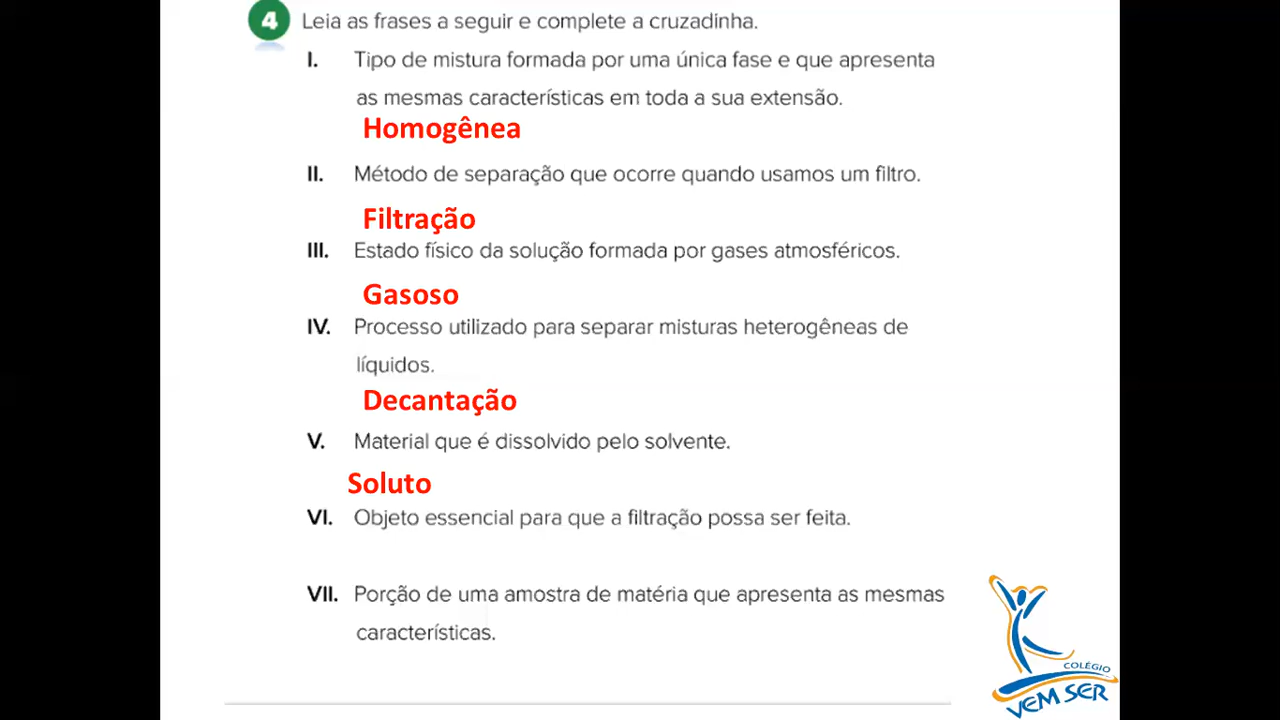 4 Leia as frases a seguir e complete a cruzadinha.
I. Tipo de mistura formada por uma única fase e que apresenta
as mesmas características em toda a sua extensão.
Homogênea
II. Método de separação que ocorre quando usamos um filtro.
Filtração
III. Estado físico da solução formada por gases atmosféricos.
Gasoso
IV. Processo utilizado para separar misturas heterogêneas de
líquidos.
Decantação
V. Material que é dissolvido pelo solvente.
Soluto
VI. Objeto essencial para que a filtração possa ser feita.
VII. Porção de uma amostra de matéria que apresenta as mesmas
características.
COLÉGIO
VEM SER